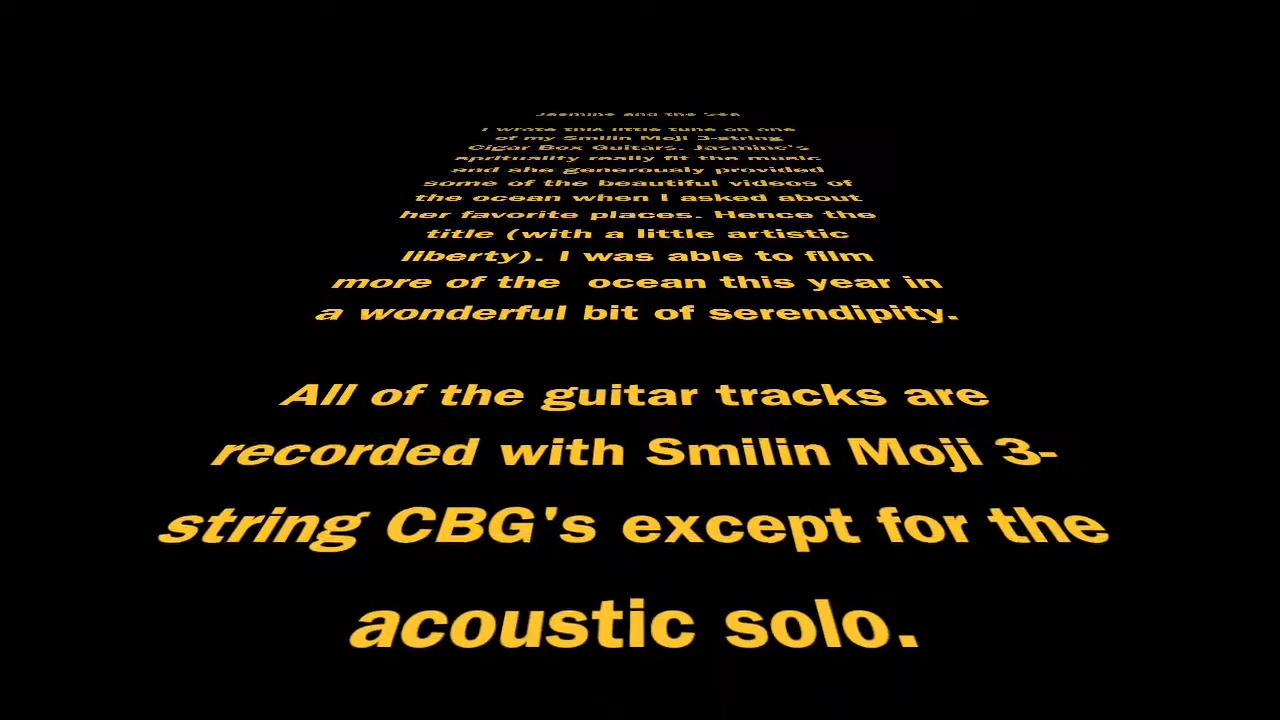 Jasmine and the Sea
I wrote this little tune on one
of my Smilin Moji 3-string
Cigar Box Guitars. Jasmine's
sprituality really fit the music
and she generously provided
some of the beautiful videos of
the ocean when I asked about
her favorite places. Hence the
title (with a little artistic
liberty). I was able to film
more of the  ocean this year in
a wonderful bit of serendipity.
All of the guitar tracks are
recorded with Smilin Moji 3-
string CBG's except for the
acoustic solo.